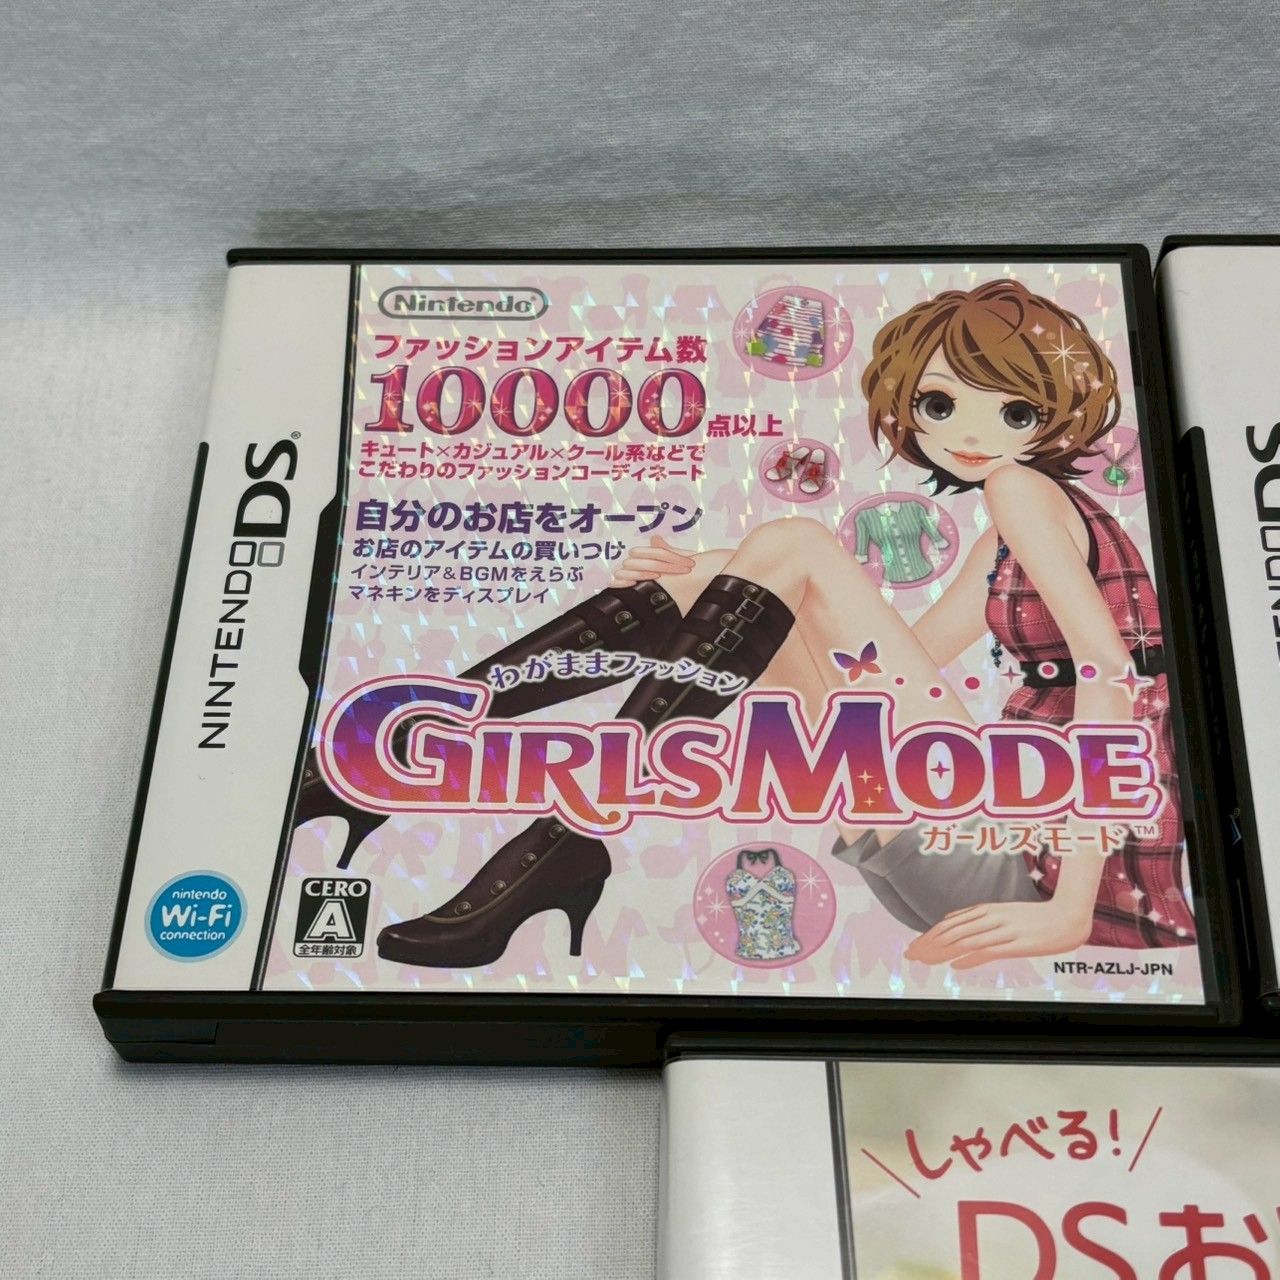 Nintendo
ファッションアイテム数
10000点以上
キュート×カジュアル×クール系などで
こだわりのファッションコーディネート
自分のお店をオープン
お店のアイテムの買いつけ
インテリア&BGMをえらぶ
マネキンをディスプレイ
わがままファッション
GIRLS MODE
ガールズモード™
NINTENDO DS®
nintendo
Wi-Fi
connection
CERO
A
全年齢対象
NTR-AZLJ-JPN
しゃべる!
DSお